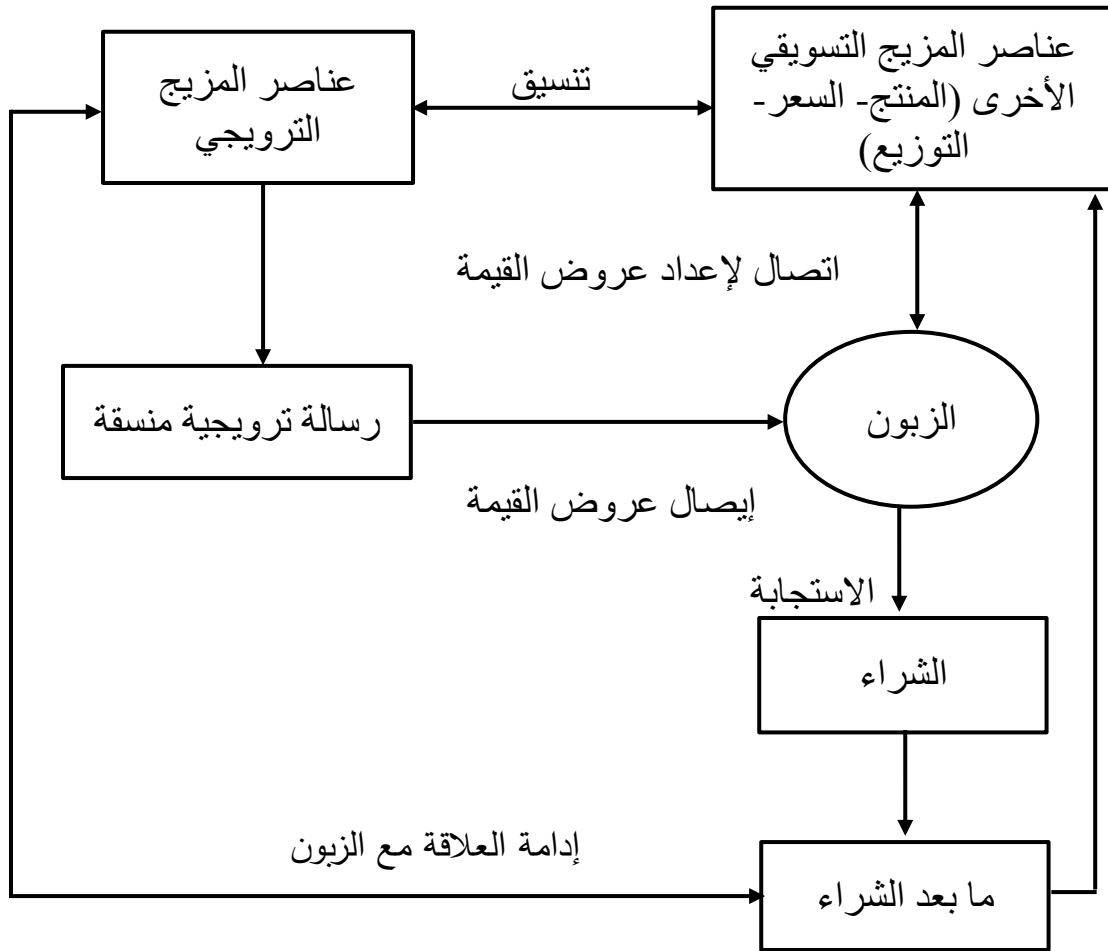 عناصر المزيج التسويقي
الأخرى (المنتج- السعر-
التوزيع)
تنسيق
عناصر المزيج
الترويجي
اتصال لإعداد عروض القيمة
الزبون
رسالة ترويجية منسقة
إيصال عروض القيمة
الاستجابة
الشراء
إدامة العلاقة مع الزبون
ما بعد الشراء